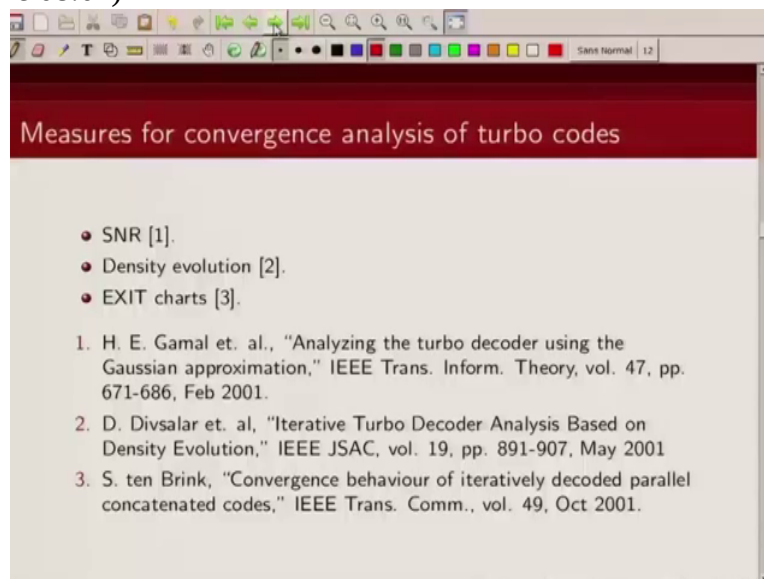 T
Sans Normal 12
Measures for convergence analysis of turbo codes
SNR [1].
Density evolution [2].
EXIT charts [3].
1. H. E. Gamal et. al., “Analyzing the turbo decoder using the
Gaussian approximation,” IEEE Trans. Inform. Theory, vol. 47, pp.
671-686, Feb 2001.
2. D. Divsalar et. al, “Iterative Turbo Decoder Analysis Based on
Density Evolution,” IEEE JSAC, vol. 19, pp. 891-907, May 2001
3. S. ten Brink, “Convergence behaviour of iteratively decoded parallel
concatenated codes,” IEEE Trans. Comm., vol. 49, Oct 2001.